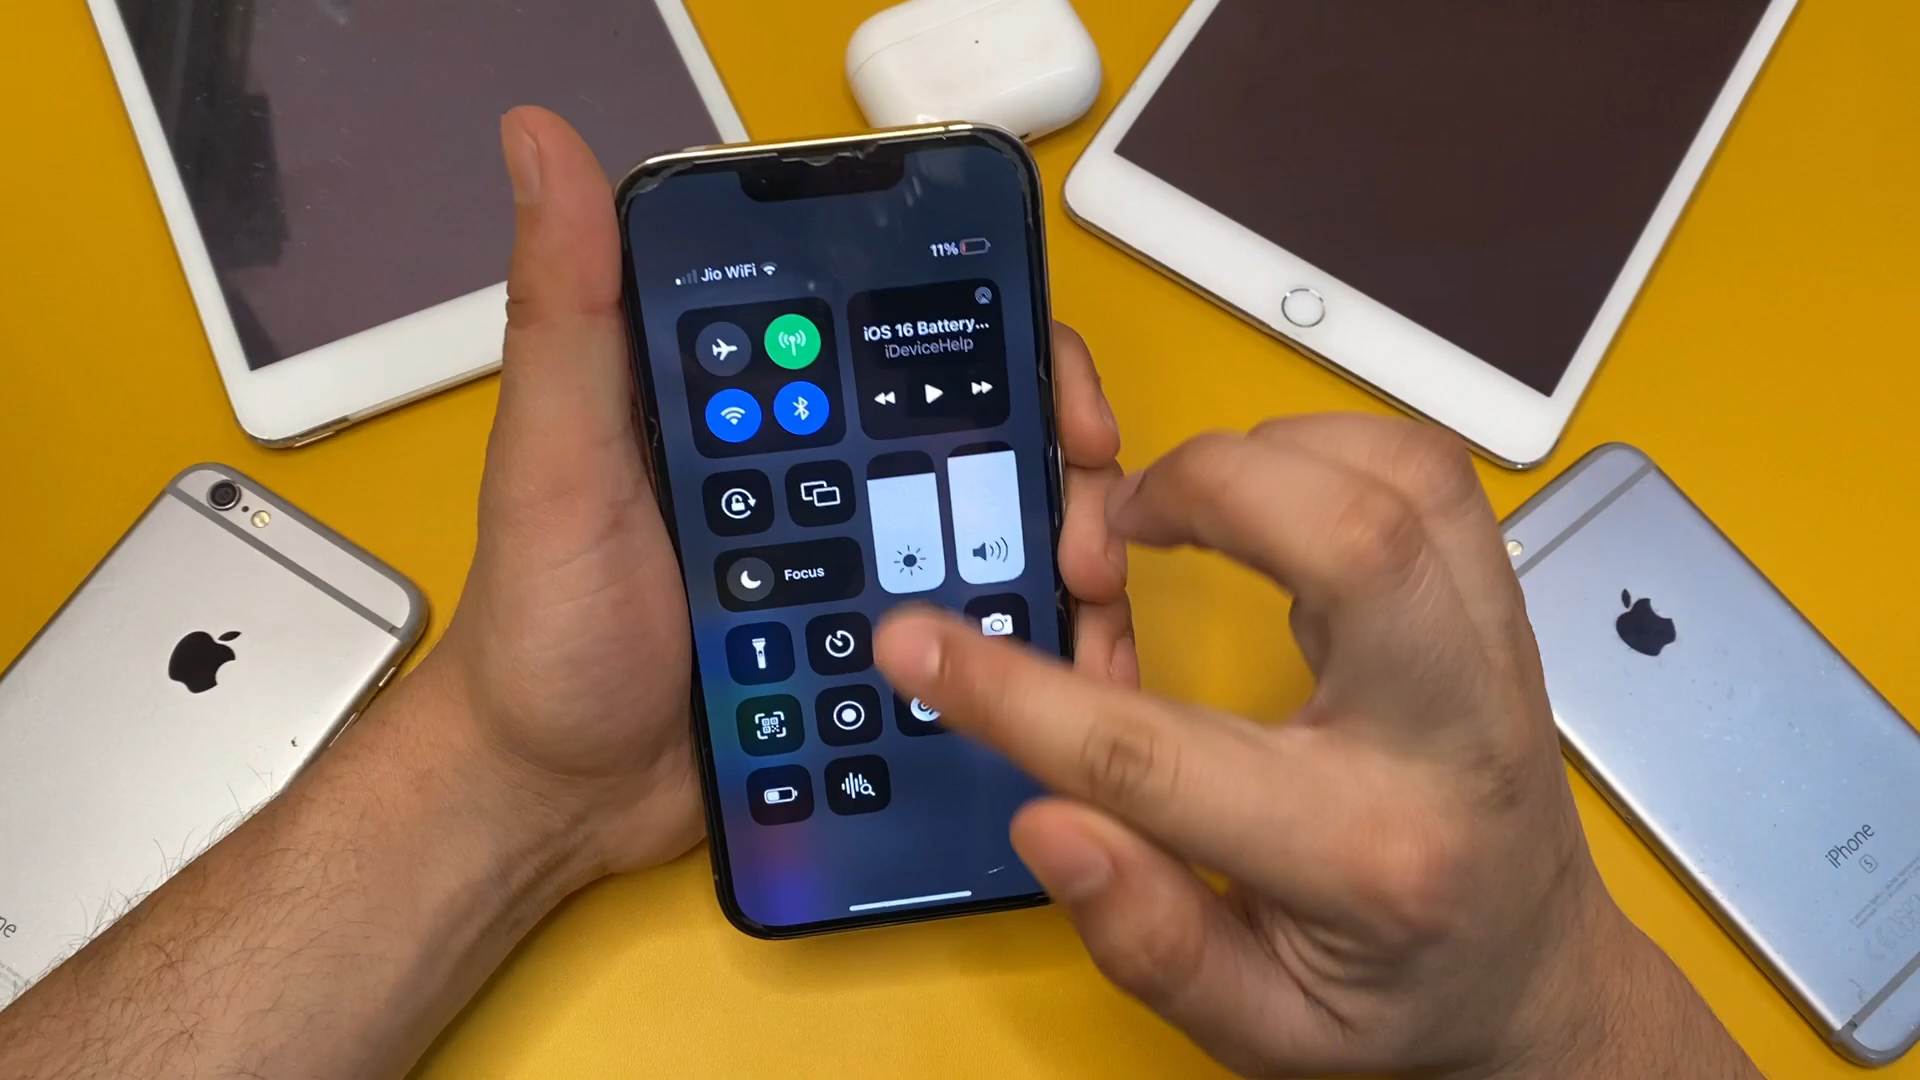 11%
Jio WiFi
iOS 16 Battery...
iDeviceHelp
Focus
iPhone
S